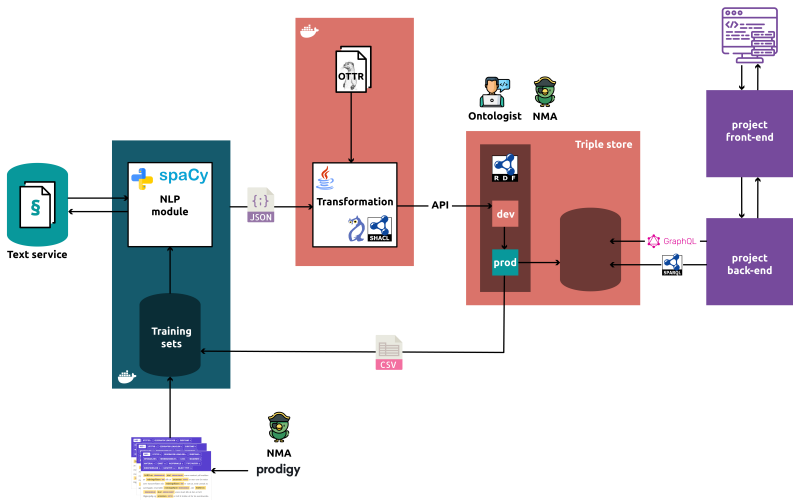 OTTR
Ontologist
NMA
project
front-end
Triple store
RDF
spaCy
NLP
module
§
Text service
{;}
JSON
Transformation
SHACL
API
dev
prod
GraphQL
SPARQL
project
back-end
Training
sets
CSV
NMA
prodigy